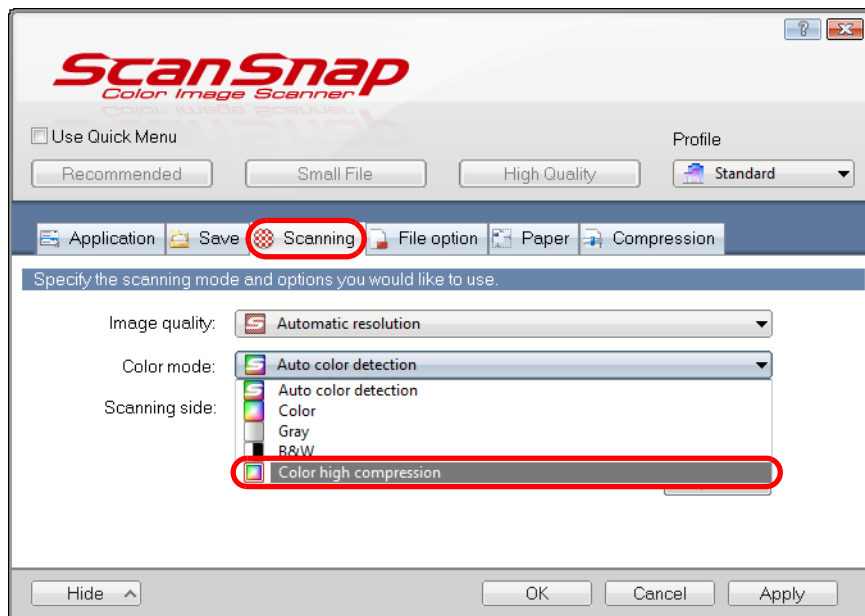 ScanSnap
Color Image Scanner
Use Quick Menu
Profile
Recommended Small File High Quality Standard
Application Save Scanning File option Paper Compression
Specify the scanning mode and options you would like to use.
Image quality: Automatic resolution
Color mode: Auto color detection
Auto color detection
Scanning side: Color
Gray
B&W
Color high compression
Hide OK Cancel Apply